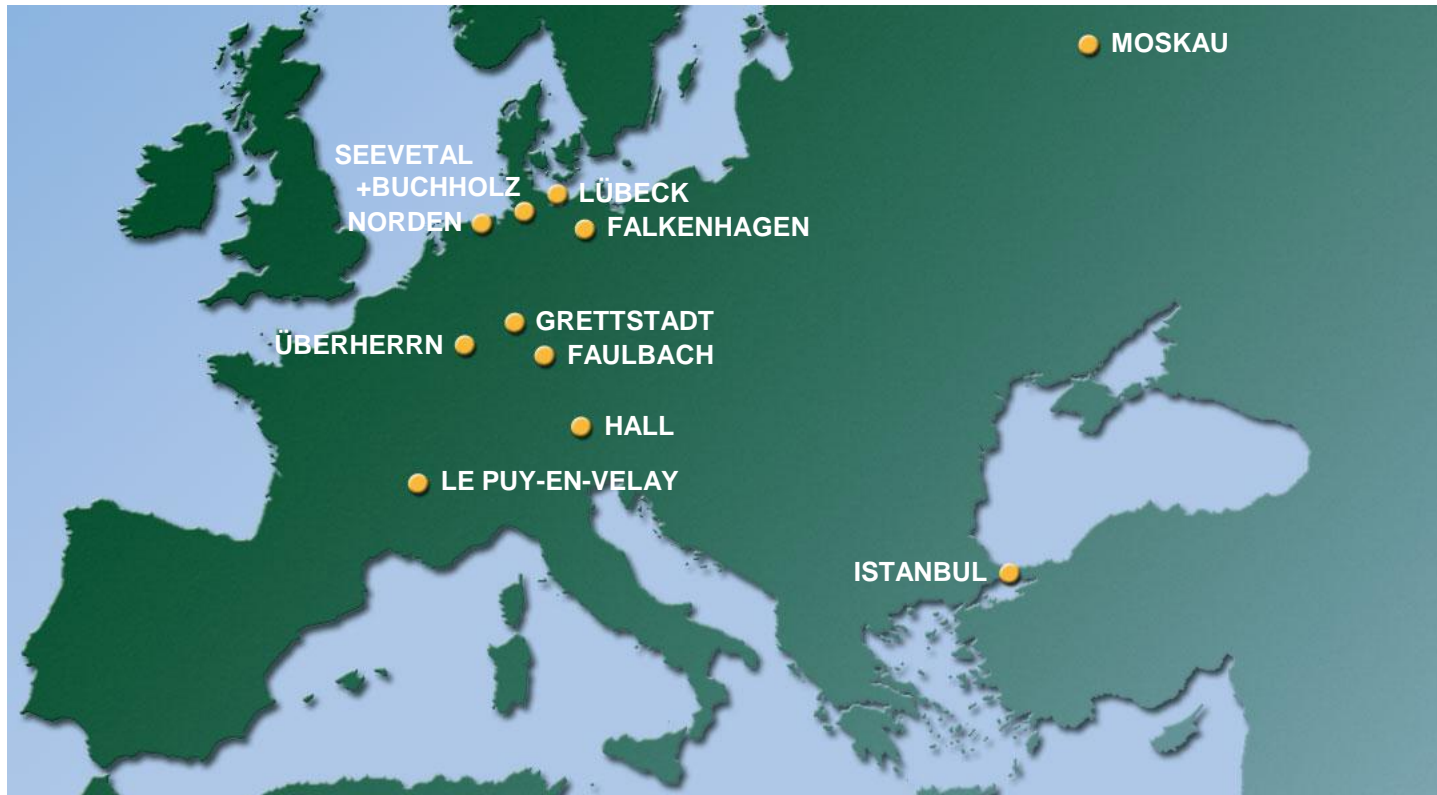 MOSKAU
SEEVETAL
+BUCHHOLZ
LÜBECK
NORDEN
FALKENHAGEN
GRETTSTADT
ÜBERHERRN
FAULBACH
HALL
LE PUY-EN-VELAY
ISTANBUL